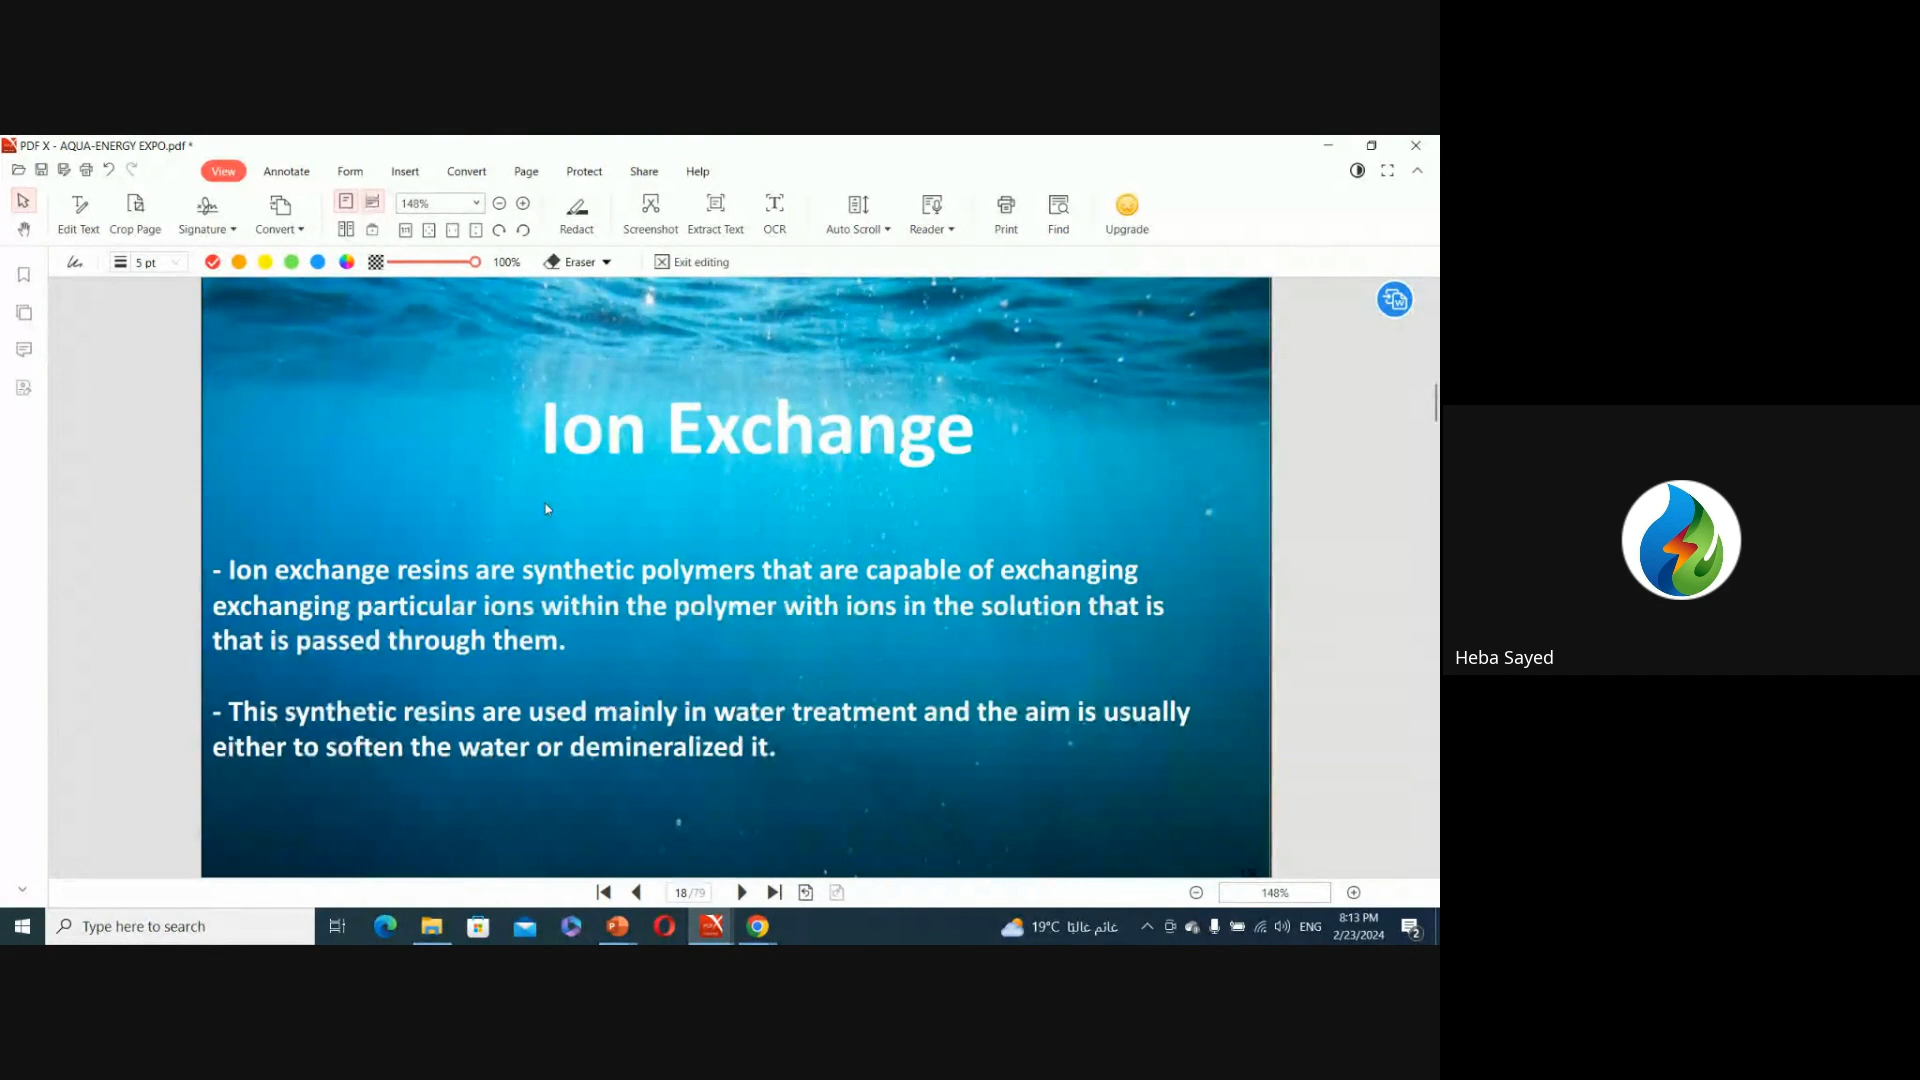 PDF X - AQUA-ENERGY EXPO.pdf *
View Annotate Form Insert Convert Page Protect Share Help
148%
Edit Text Crop Page Signature Convert Redact Screenshot Extract Text OCR Auto Scroll Reader Print Find Upgrade
5 pt 100% Eraser Exit editing
Ion Exchange
- Ion exchange resins are synthetic polymers that are capable of exchanging
exchanging particular ions within the polymer with ions in the solution that is
that is passed through them.
- This synthetic resins are used mainly in water treatment and the aim is usually
either to soften the water or demineralized it.
Heba Sayed
18 /79 148%
Type here to search
19°C غائم غالبًا ENG
8:13 PM
2/23/2024
2